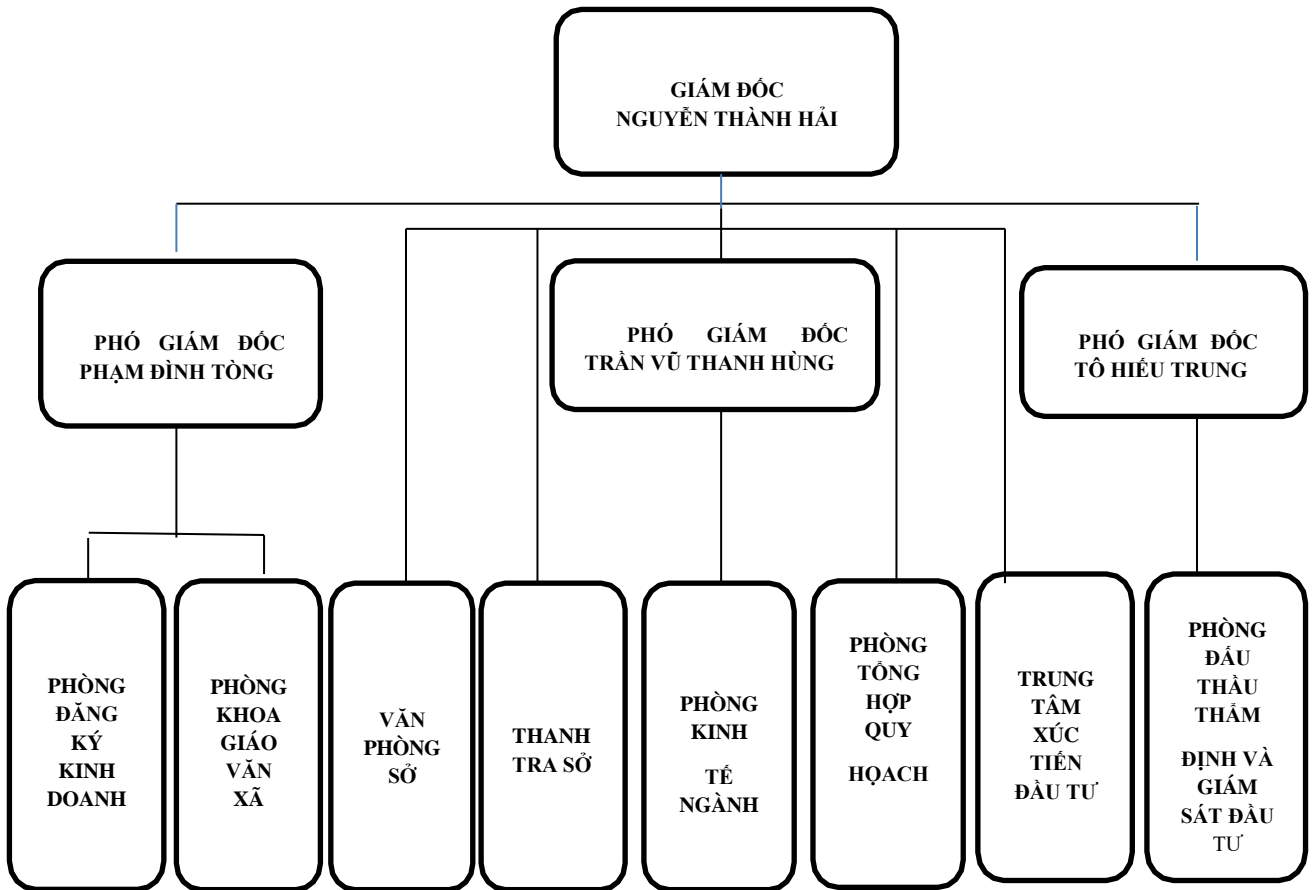 GIÁM ĐỐC
NGUYỄN THÀNH HẢI
PHÓ GIÁM ĐỐC
PHẠM ĐÌNH TÒNG
PHÓ GIÁM ĐỐC
TRẦN VŨ THANH HÙNG
PHÓ GIÁM ĐỐC
TÔ HIẾU TRUNG
PHÒNG
ĐĂNG
KÝ
KINH
DOANH
PHÒNG
KHOA
GIÁO
VĂN
XÃ
VĂN
PHÒNG
SỞ
THANH
TRA SỞ
PHÒNG
KINH
TẾ
NGÀNH
PHÒNG
TỔNG
HỢP
QUY
HỌACH
TRUNG
TÂM
XÚC
TIẾN
ĐẦU TƯ
PHÒNG
ĐẤU
THẦU
THẨM
ĐỊNH VÀ
GIÁM
SÁT ĐẦU
TƯ